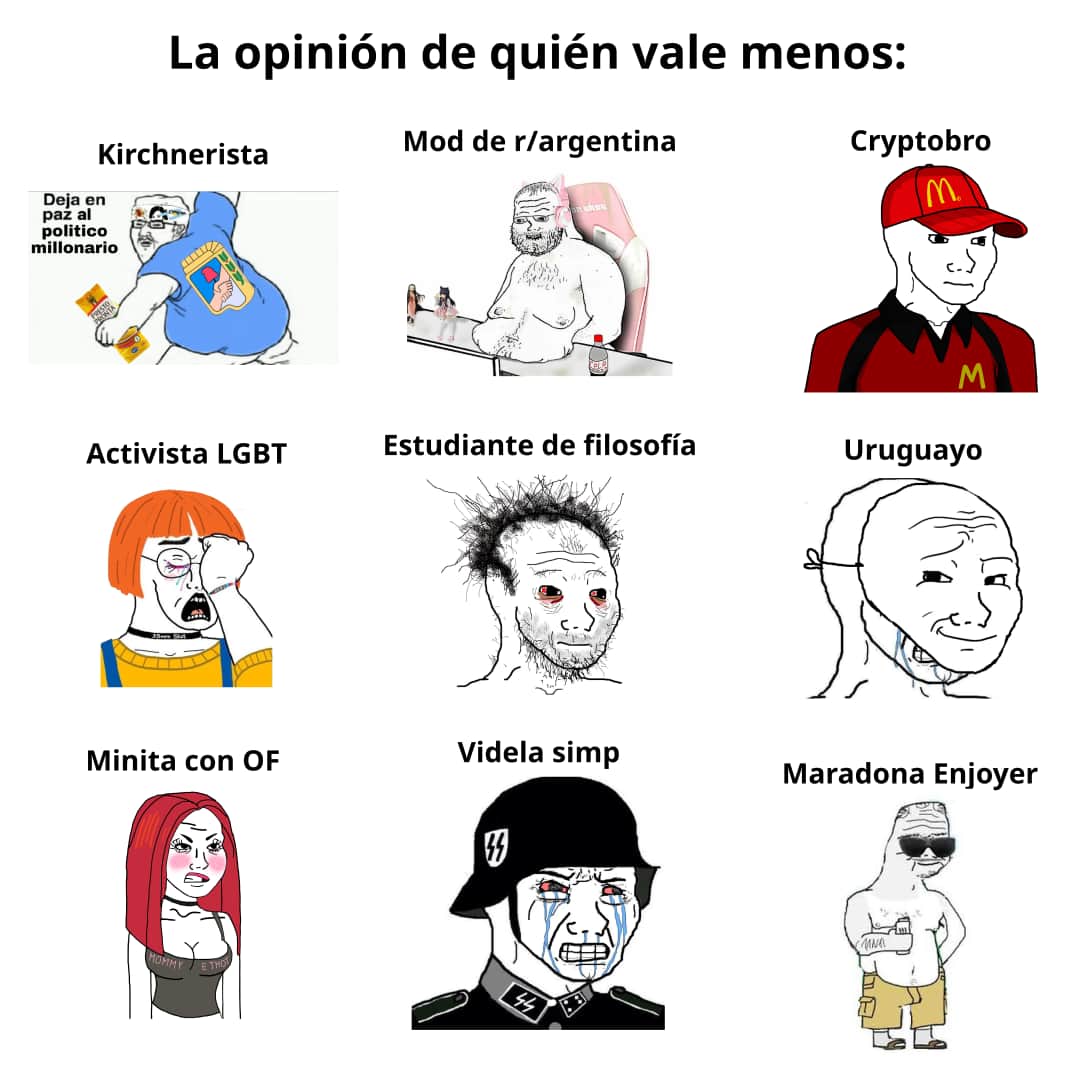 La opinión de quién vale menos:
Kirchnerista
Mod de r/argentina
Cryptobro
Deja en
paz al
politico
millonario
M
M
Activista LGBT
Estudiante de filosofía
Uruguayo
Minita con OF
Videla simp
Maradona Enjoyer
MOMMY